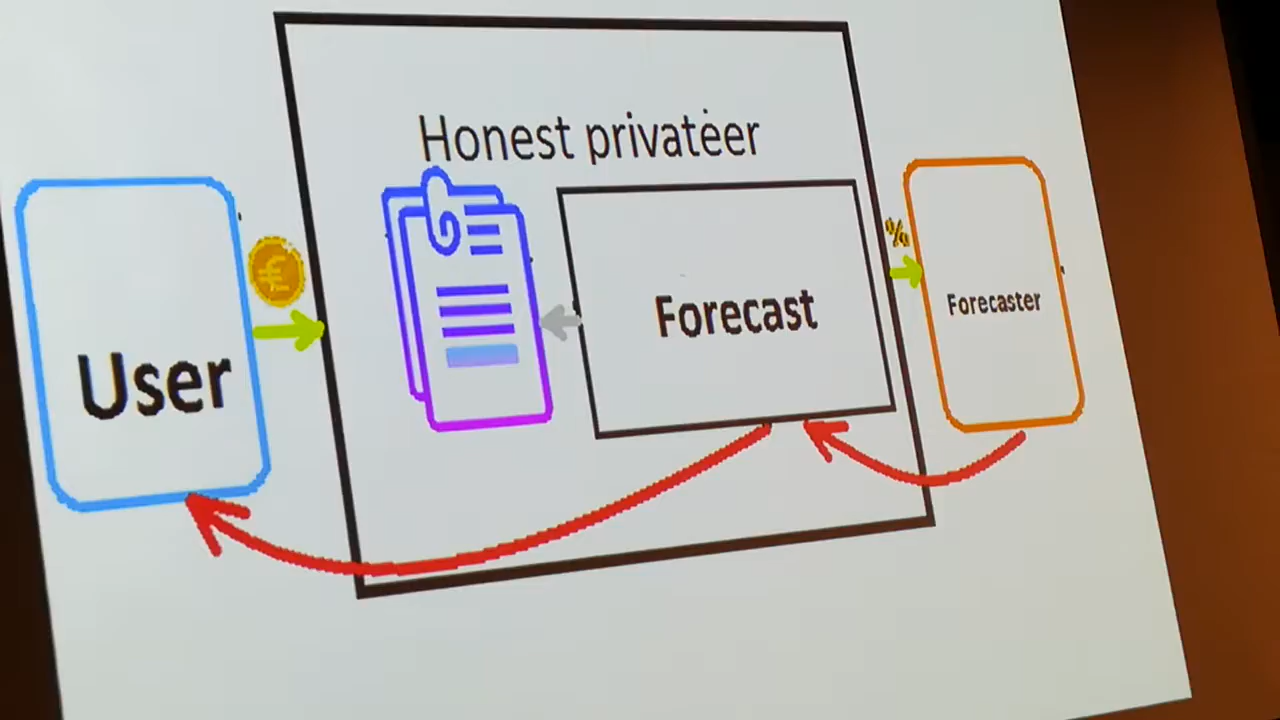 Honest privateer
€
%
User
Forecast
Forecaster